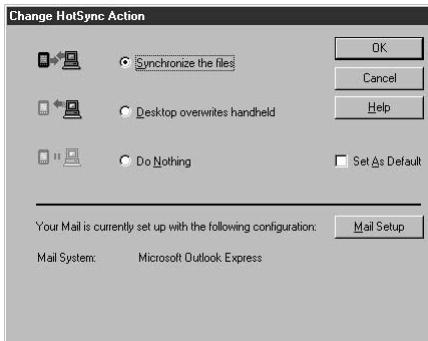 Change HotSync Action
Synchronize the files
OK
Cancel
Desktop overwrites handheld
Help
Do Nothing
Set As Default
Your Mail is currently set up with the following configuration:
Mail Setup
Mail System: Microsoft Outlook Express